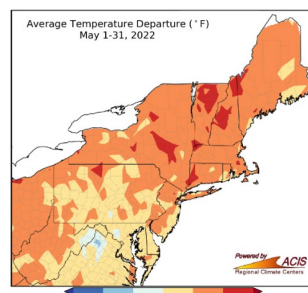 Average Temperature Departure (°F)
May 1-31, 2022
Powered by
ACIS
Regional Climate Centers